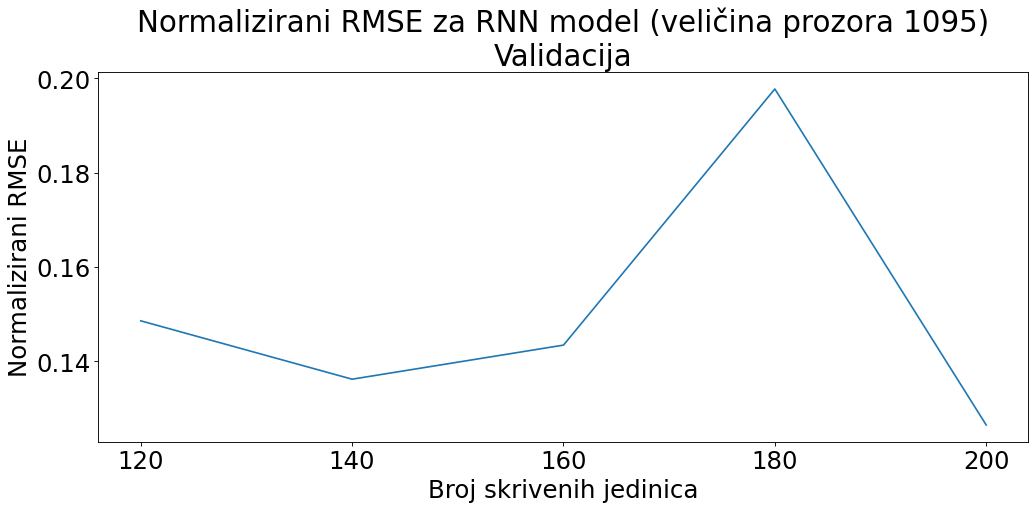 Normalizirani RMSE za RNN model (veličina prozora 1095)
Validacija
Normalizirani RMSE
0.20
0.18
0.16
0.14
120 140 160 180 200
Broj skrivenih jedinica